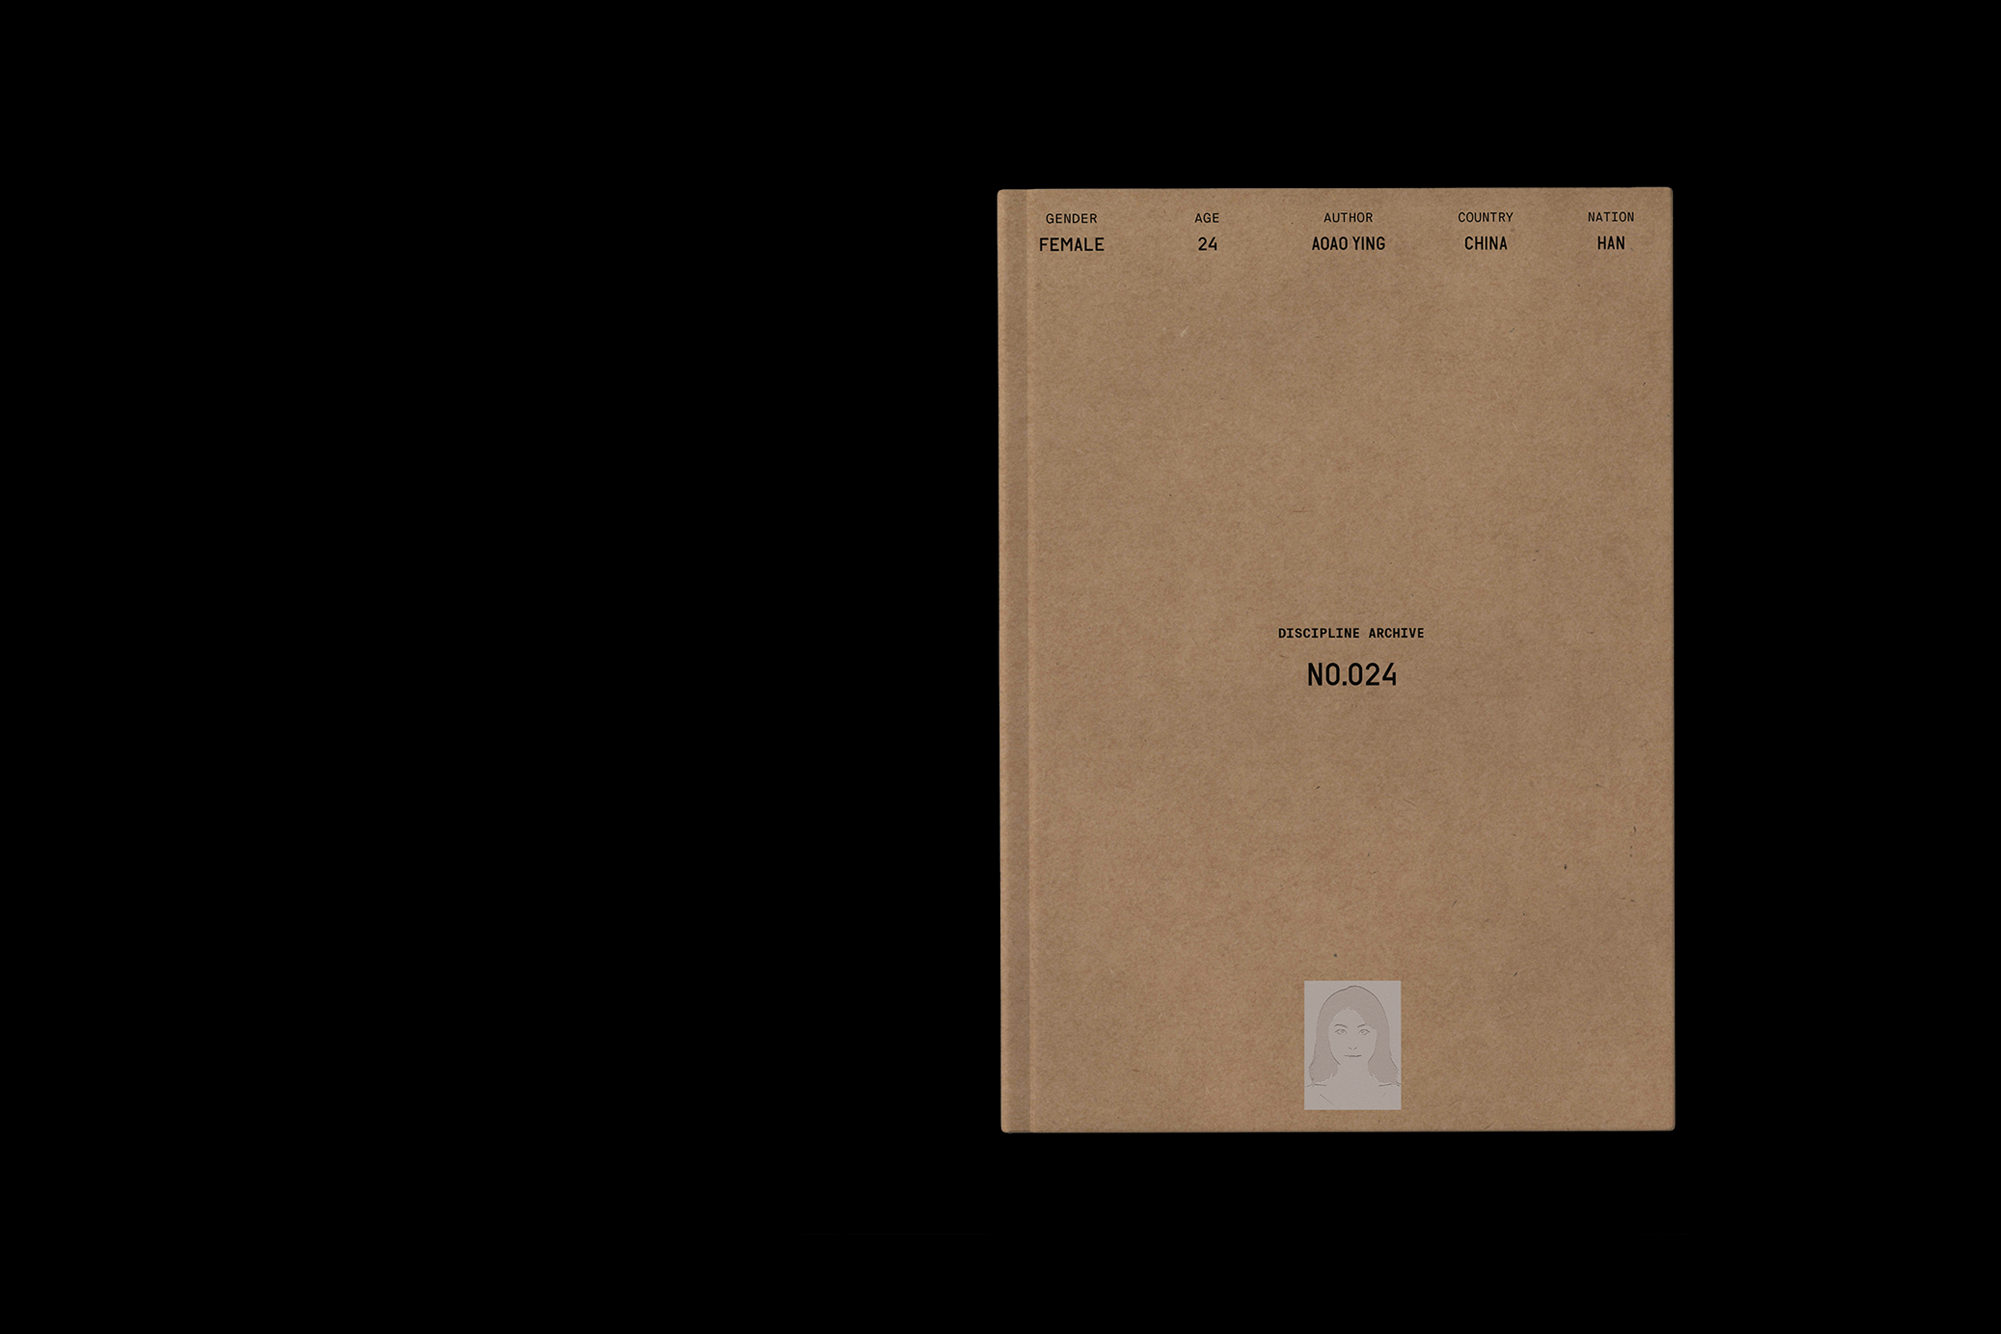 GENDER AGE AUTHOR COUNTRY NATION
FEMALE 24 AOAO YING CHINA HAN
DISCIPLINE ARCHIVE
NO.024